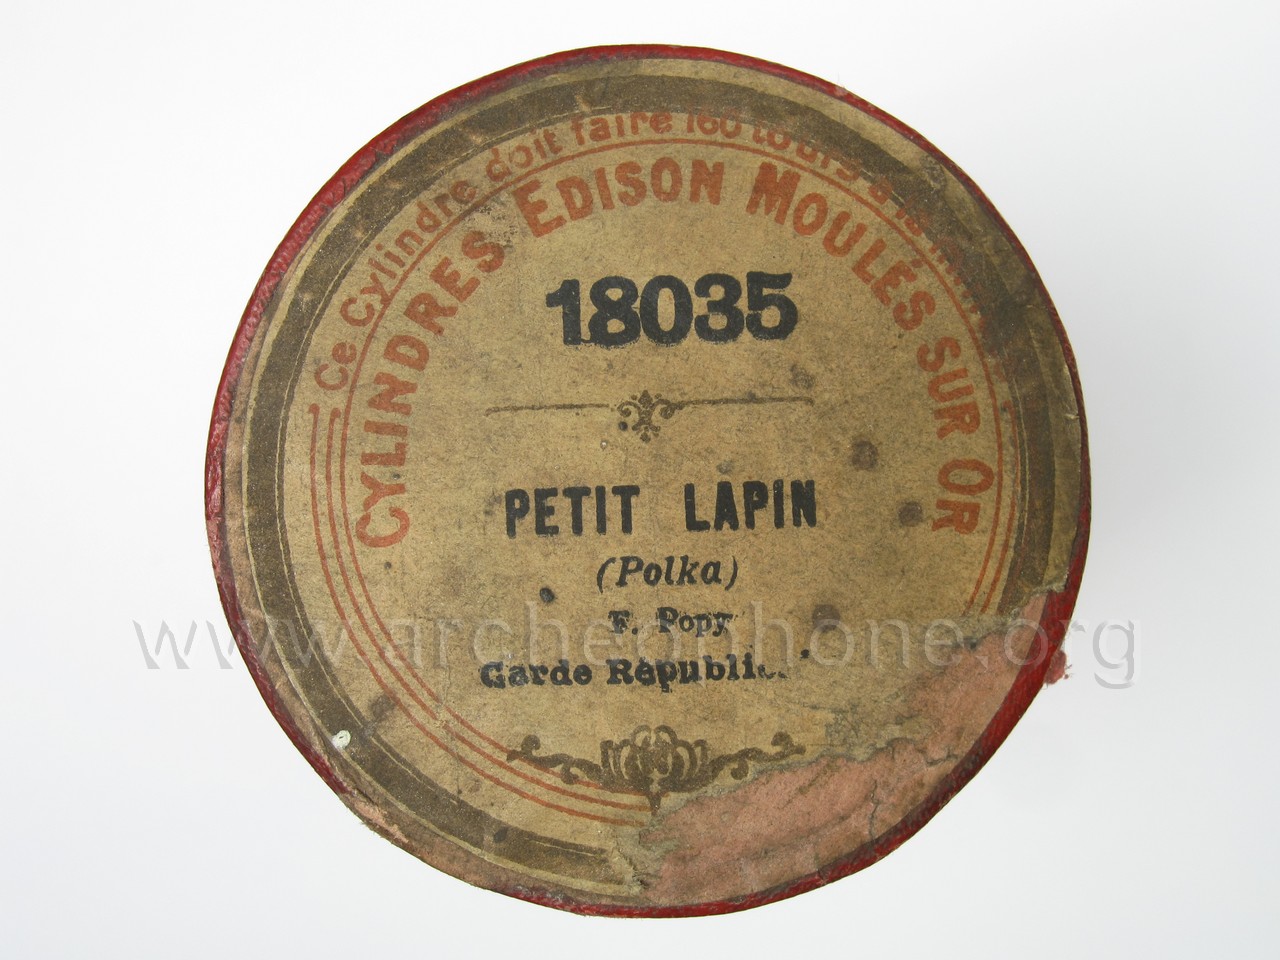 Ce Cylindre doit faire 160 tours à la
CYLINDRES EDISON MOULÉS SUR OR
18035
PETIT LAPIN
(Polka)
F. Popy
Garde
www.archeophone.org